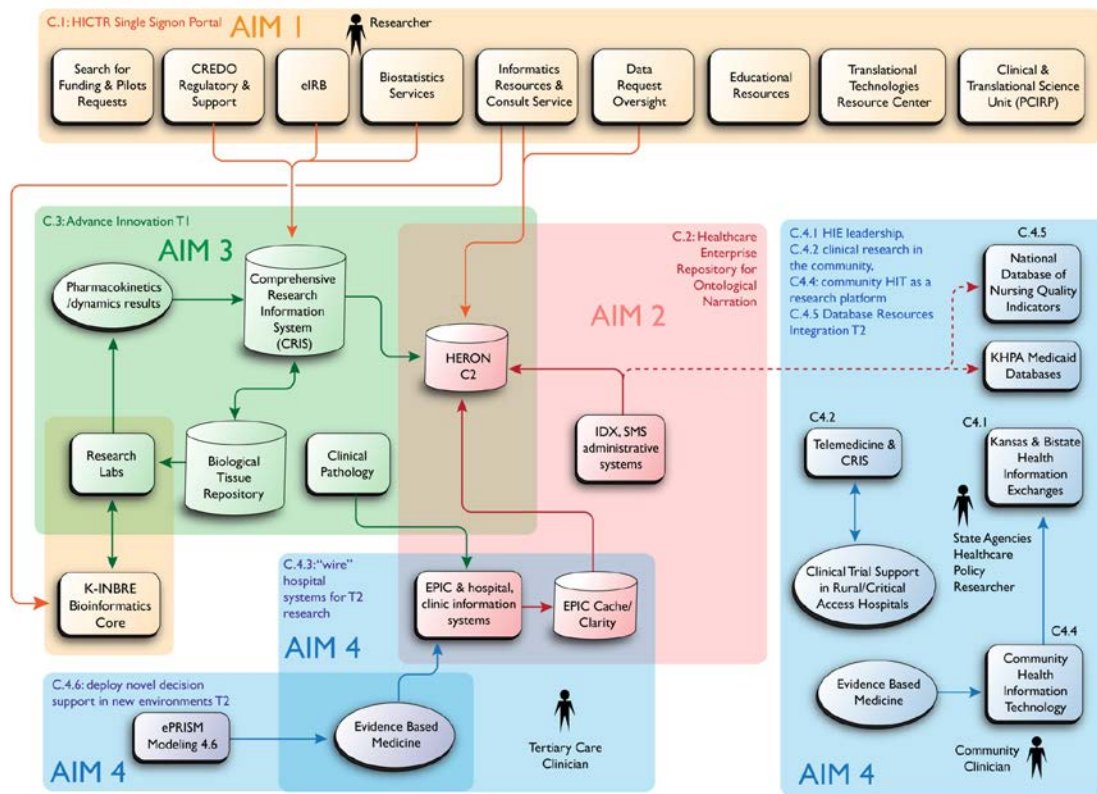 C.1: HICTR Single Signon Portal
AIM 1
Researcher
Search for
Funding & Pilots
Requests
CREDO
Regulatory &
Support
eIRB
Biostatistics
Services
Informatics
Resources &
Consult Service
Data
Request
Oversight
Educational
Resources
Translational
Technologies
Resource Center
Clinical &
Translational Science
Unit (PCIRP)
C.3: Advance Innovation T1
AIM 3
Pharmacokinetics
/dynamics results
Comprehensive
Research
Information
System
(CRIS)
Research
Labs
Biological
Tissue
Repository
Clinical
Pathology
K-INBRE
Bioinformatics
Core
C.2: Healthcare
Enterprise
Repository for
Ontological
Narration
AIM 2
HERON
C2
IDX, SMS
administrative
systems
C.4.3: "wire"
hospital
systems for T2
research
AIM 4
EPIC & hospital,
clinic information
systems
EPIC Cache/
Clarity
C.4.6: deploy novel decision
support in new environments T2
ePRISM
Modeling 4.6
AIM 4
Evidence Based
Medicine
Tertiary Care
Clinician
C.4.1 HIE leadership,
C.4.2 clinical research in
the community,
C4.4: community HIT as a
research platform
C.4.5 Database Resources
Integration T2
C.4.5
National
Database of
Nursing Quality
Indicators
KHPA Medicaid
Databases
C4.2
Telemedicine &
CRIS
C4.1
Kansas & Bistate
Health
Information
Exchanges
State Agencies
Healthcare
Policy
Researcher
Clinical Trial Support
in Rural/Critical
Access Hospitals
C4.4
Evidence Based
Medicine
Community
Health
Information
Technology
Community
Clinician
AIM 4